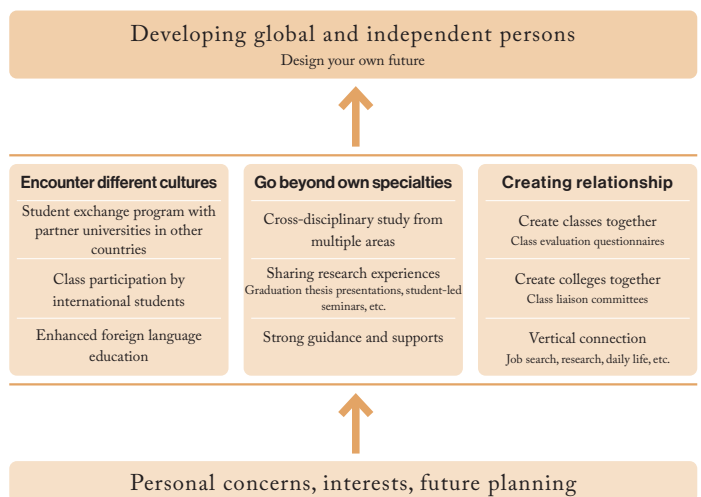 Developing global and independent persons
Design your own future
Encounter different cultures
Student exchange program with
partner universities in other
countries
Class participation by
international students
Enhanced foreign language
education
Go beyond own specialties
Cross-disciplinary study from
multiple areas
Sharing research experiences
Graduation thesis presentations, student-led
seminars, etc.
Strong guidance and supports
Creating relationship
Create classes together
Class evaluation questionnaires
Create colleges together
Class liaison committees
Vertical connection
Job search, research, daily life, etc.
Personal concerns, interests, future planning